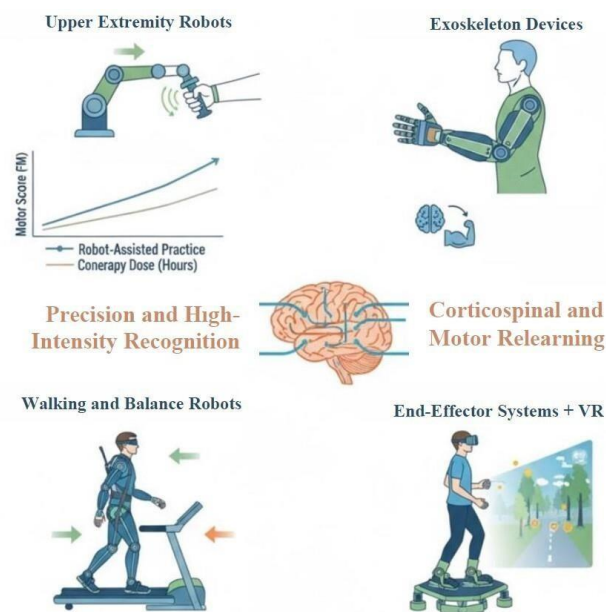 Upper Extremity Robots
Exoskeleton Devices
Motor Score FM)
Robot-Assisted Practice
Conerapy Dose (Hours)
Precision and High-
Intensity Recognition
Corticospinal and
Motor Relearning
Walking and Balance Robots
End-Effector Systems + VR